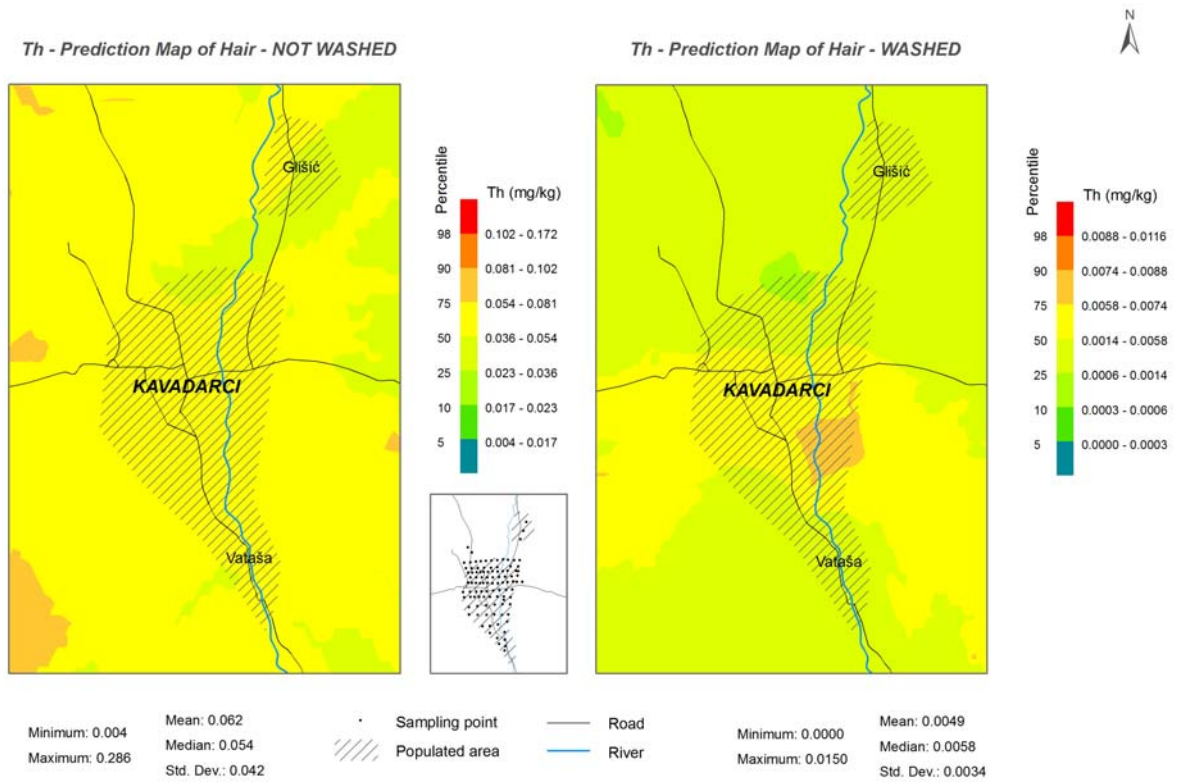 N
Th - Prediction Map of Hair - NOT WASHED
Th - Prediction Map of Hair - WASHED
Glišić
KAVADARCI
Vataša
Percentile
Th (mg/kg)
98
0.102 - 0.172
90
0.081 - 0.102
75
0.054 - 0.081
50
0.036 - 0.054
25
0.023 - 0.036
10
0.017 - 0.023
5
0.004 - 0.017
Glišić
KAVADARCI
Vataša
Percentile
Th (mg/kg)
98
0.0088 - 0.0116
90
0.0074 - 0.0088
75
0.0058 - 0.0074
50
0.0014 - 0.0058
25
0.0006 - 0.0014
10
0.0003 - 0.0006
5
0.0000 - 0.0003
Minimum: 0.004
Maximum: 0.286
Mean: 0.062
Median: 0.054
Std. Dev.: 0.042
Sampling point
Populated area
Road
River
Minimum: 0.0000
Maximum: 0.0150
Mean: 0.0049
Median: 0.0058
Std. Dev.: 0.0034